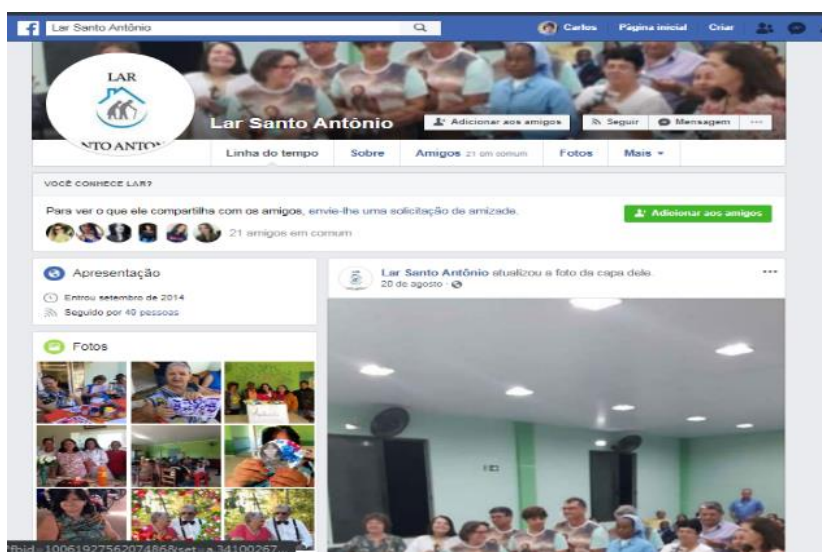 Lar Santo Antônio
Carlos
Página inicial
Criar
LAR
NTO ANTON
Lar Santo Antônio
Adicionar aos amigos
Seguir
Mensagem
Linha do tempo
Sobre
Amigos 21 em comum
Fotos
Mais
VOCÊ CONHECE LAR?
Para ver o que ele compartilha com os amigos, envie-lhe uma solicitação de amizade.
Adicionar aos amigos
21 amigos em comum
Apresentação
Entrou setembro de 2014
Seguido por 49 pessoas
Fotos
Lar Santo Antônio atualizou a foto da capa dele.
20 de agosto